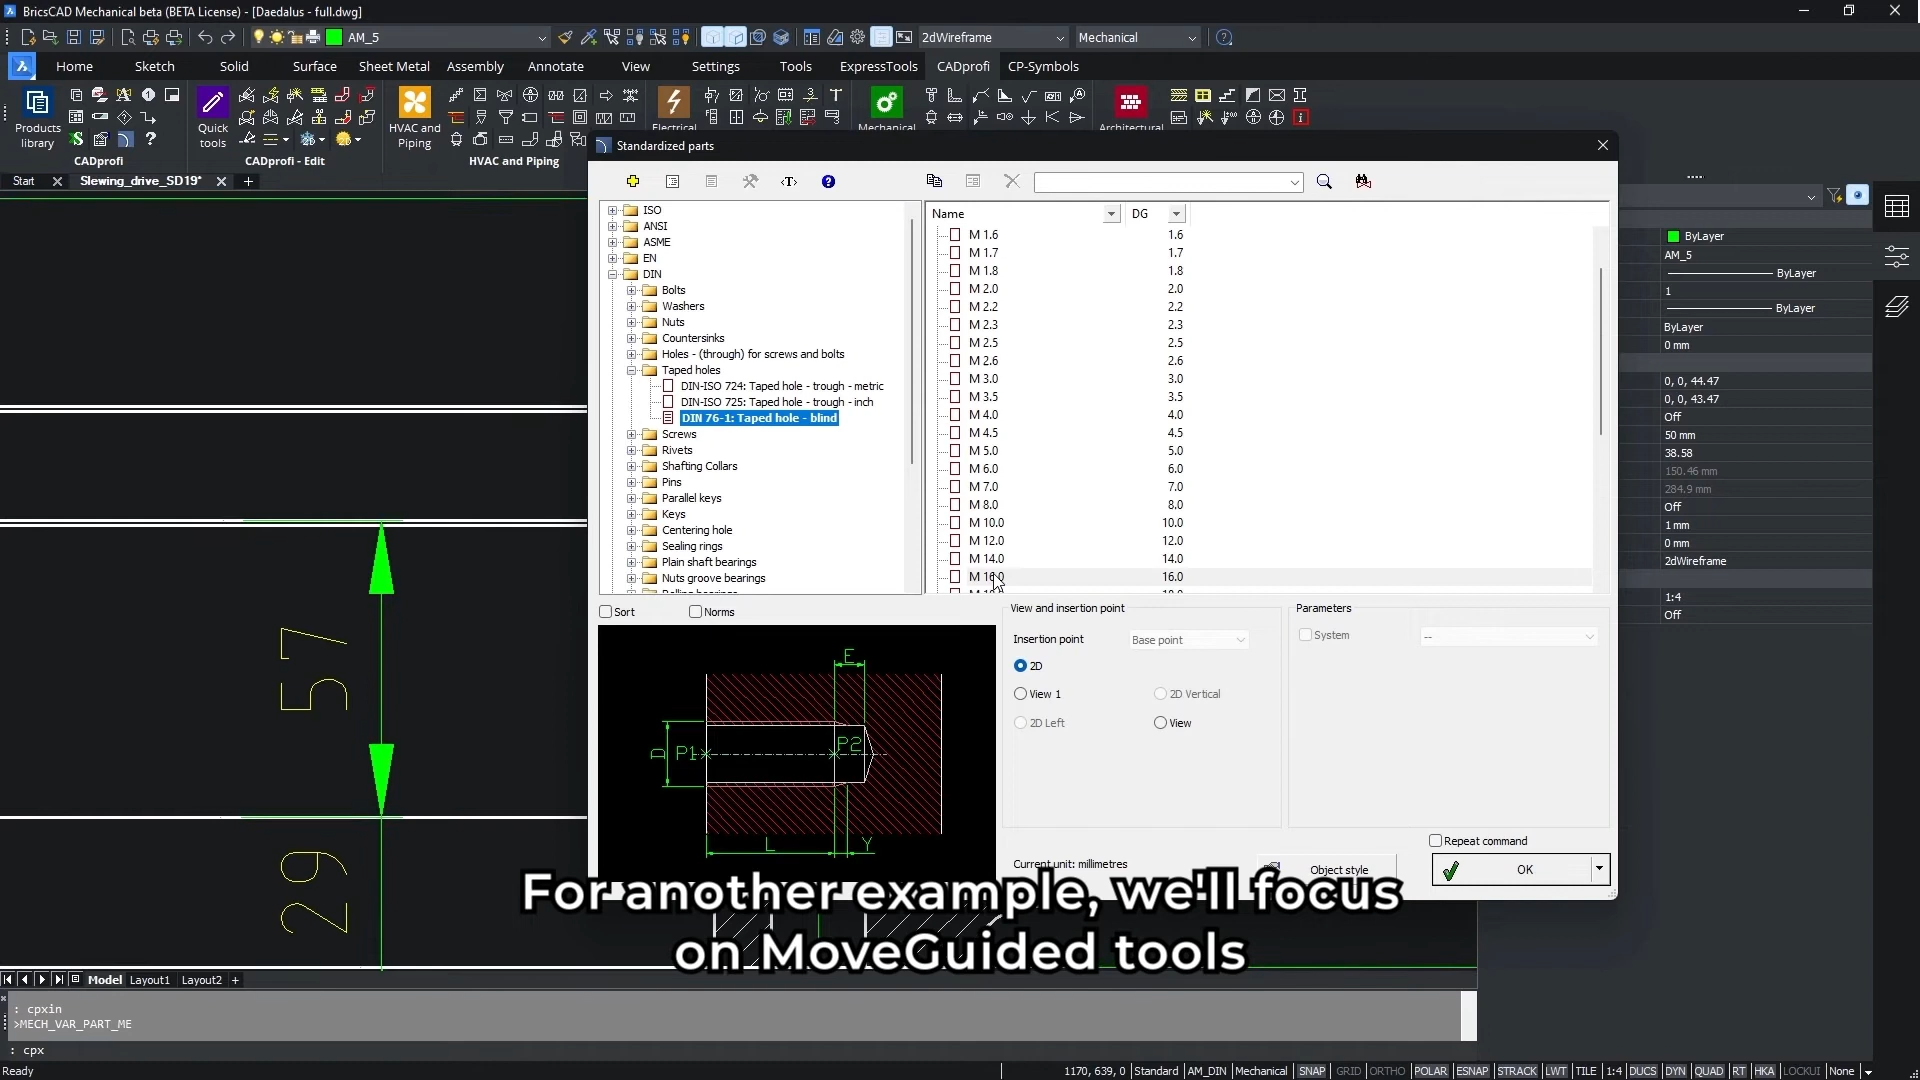 BricsCAD Mechanical beta (BETA License) - [Daedalus - full.dwg]
AM_5
2dWireframe
Mechanical
Home Sketch Solid Surface Sheet Metal Assembly Annotate View Settings Tools ExpressTools CADprofi CP-Symbols
Products library
Quick tools
HVAC and Piping
Electrical
Mechanical
Architectural
CADprofi
CADprofi - Edit
HVAC and Piping
Start
Slewing_drive_SD19*
Standardized parts
ISO
ANSI
ASME
EN
DIN
Bolts
Washers
Nuts
Countersinks
Holes - (through) for screws and bolts
Taped holes
DIN-ISO 724: Taped hole - trough - metric
DIN-ISO 725: Taped hole - trough - inch
DIN 76-1: Taped hole - blind
Screws
Rivets
Shafting Collars
Pins
Parallel keys
Keys
Centering hole
Sealing rings
Plain shaft bearings
Nuts groove bearings
Name DG
M 1.6 1.6
M 1.7 1.7
M 1.8 1.8
M 2.0 2.0
M 2.2 2.2
M 2.3 2.3
M 2.5 2.5
M 2.6 2.6
M 3.0 3.0
M 3.5 3.5
M 4.0 4.0
M 4.5 4.5
M 5.0 5.0
M 6.0 6.0
M 7.0 7.0
M 8.0 8.0
M 10.0 10.0
M 12.0 12.0
M 14.0 14.0
M 16.0 16.0
Sort
Norms
E
D
P1
P2
L
Y
View and insertion point
Insertion point
Base point
2D
View 1
2D Vertical
2D Left
View
Current unit: millimetres
Object style
Parameters
System
--
Repeat command
OK
ByLayer
AM_5
ByLayer
1
ByLayer
ByLayer
0 mm
0, 0, 44.47
0, 0, 43.47
Off
50 mm
38.58
150.46 mm
284.9 mm
Off
1 mm
0 mm
2dWireframe
1:4
Off
57
29
For another example, we'll focus
on MoveGuided tools
Model Layout1 Layout2
: cpxin
>MECH_VAR_PART_ME
: cpx
Ready
1170, 639, 0 Standard AM_DIN Mechanical SNAP GRID ORTHO POLAR ESNAP STRACK LWT TILE 1:4 DUCS DYN QUAD RT HKA LOCKUI None